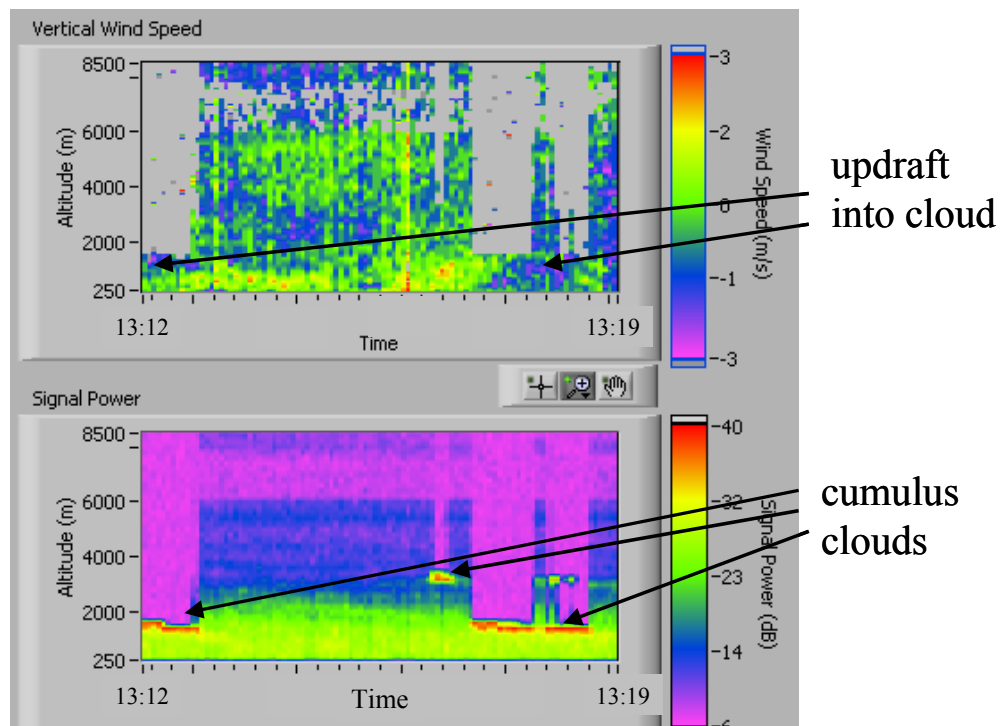 Vertical Wind Speed
8500
6000
4000
2000
250
Altitude (m)
13:12
13:19
Time
-3
-2
-0
-1
-3
Wind Speed (m/s)
updraft
into cloud
Signal Power
8500
6000
4000
2000
250
Altitude (m)
13:12
Time
13:19
-40
-32
-23
-14
-6
Signal Power (dB)
cumulus
clouds